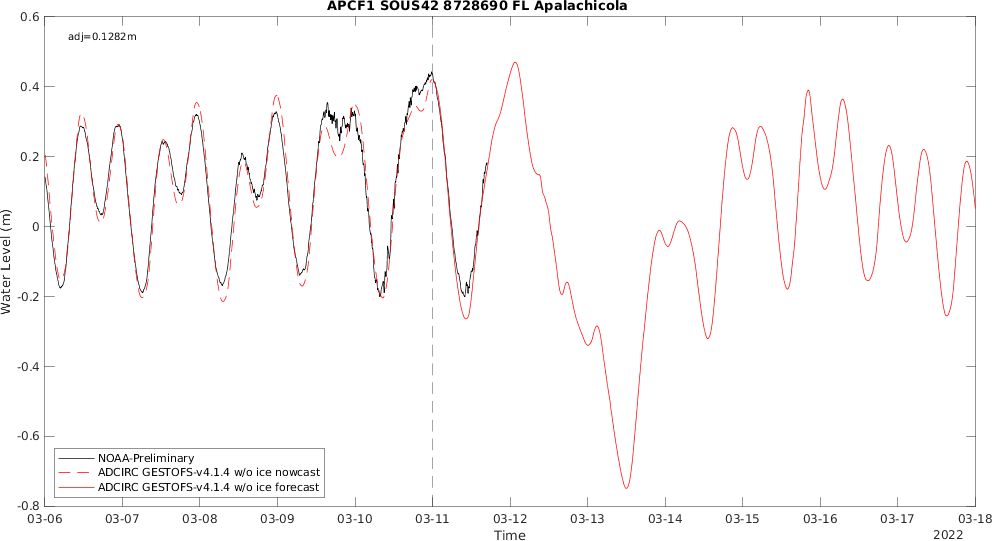 APCF1 SOUS42 8728690 FL Apalachicola
adj=0.1282m
0.6
0.4
0.2
0
-0.2
-0.4
-0.6
-0.8
Water Level (m)
NOAA-Preliminary
ADCIRC GESTOFS-v4.1.4 w/o ice nowcast
ADCIRC GESTOFS-v4.1.4 w/o ice forecast
03-06 03-07 03-08 03-09 03-10 03-11 03-12 03-13 03-14 03-15 03-16 03-17 03-18
Time
2022